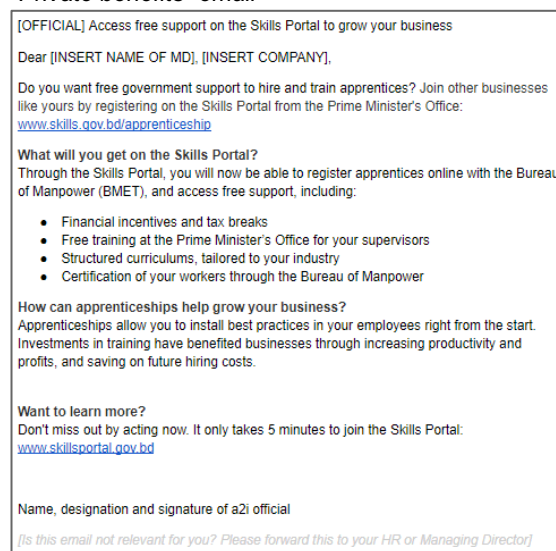 [OFFICIAL] Access free support on the Skills Portal to grow your business
Dear [INSERT NAME OF MD], [INSERT COMPANY],
Do you want free government support to hire and train apprentices? Join other businesses
like yours by registering on the Skills Portal from the Prime Minister's Office:
www.skills.gov.bd/apprenticeship
What will you get on the Skills Portal?
Through the Skills Portal, you will now be able to register apprentices online with the Bureau
of Manpower (BMET), and access free support, including:
● Financial incentives and tax breaks
● Free training at the Prime Minister's Office for your supervisors
● Structured curriculums, tailored to your industry
● Certification of your workers through the Bureau of Manpower
How can apprenticeships help grow your business?
Apprenticeships allow you to install best practices in your employees right from the start.
Investments in training have benefited businesses through increasing productivity and
profits, and saving on future hiring costs.
Want to learn more?
Don't miss out by acting now. It only takes 5 minutes to join the Skills Portal:
www.skillsportal.gov.bd
Name, designation and signature of a2i official
[Is this email not relevant for you? Please forward this to your HR or Managing Director]